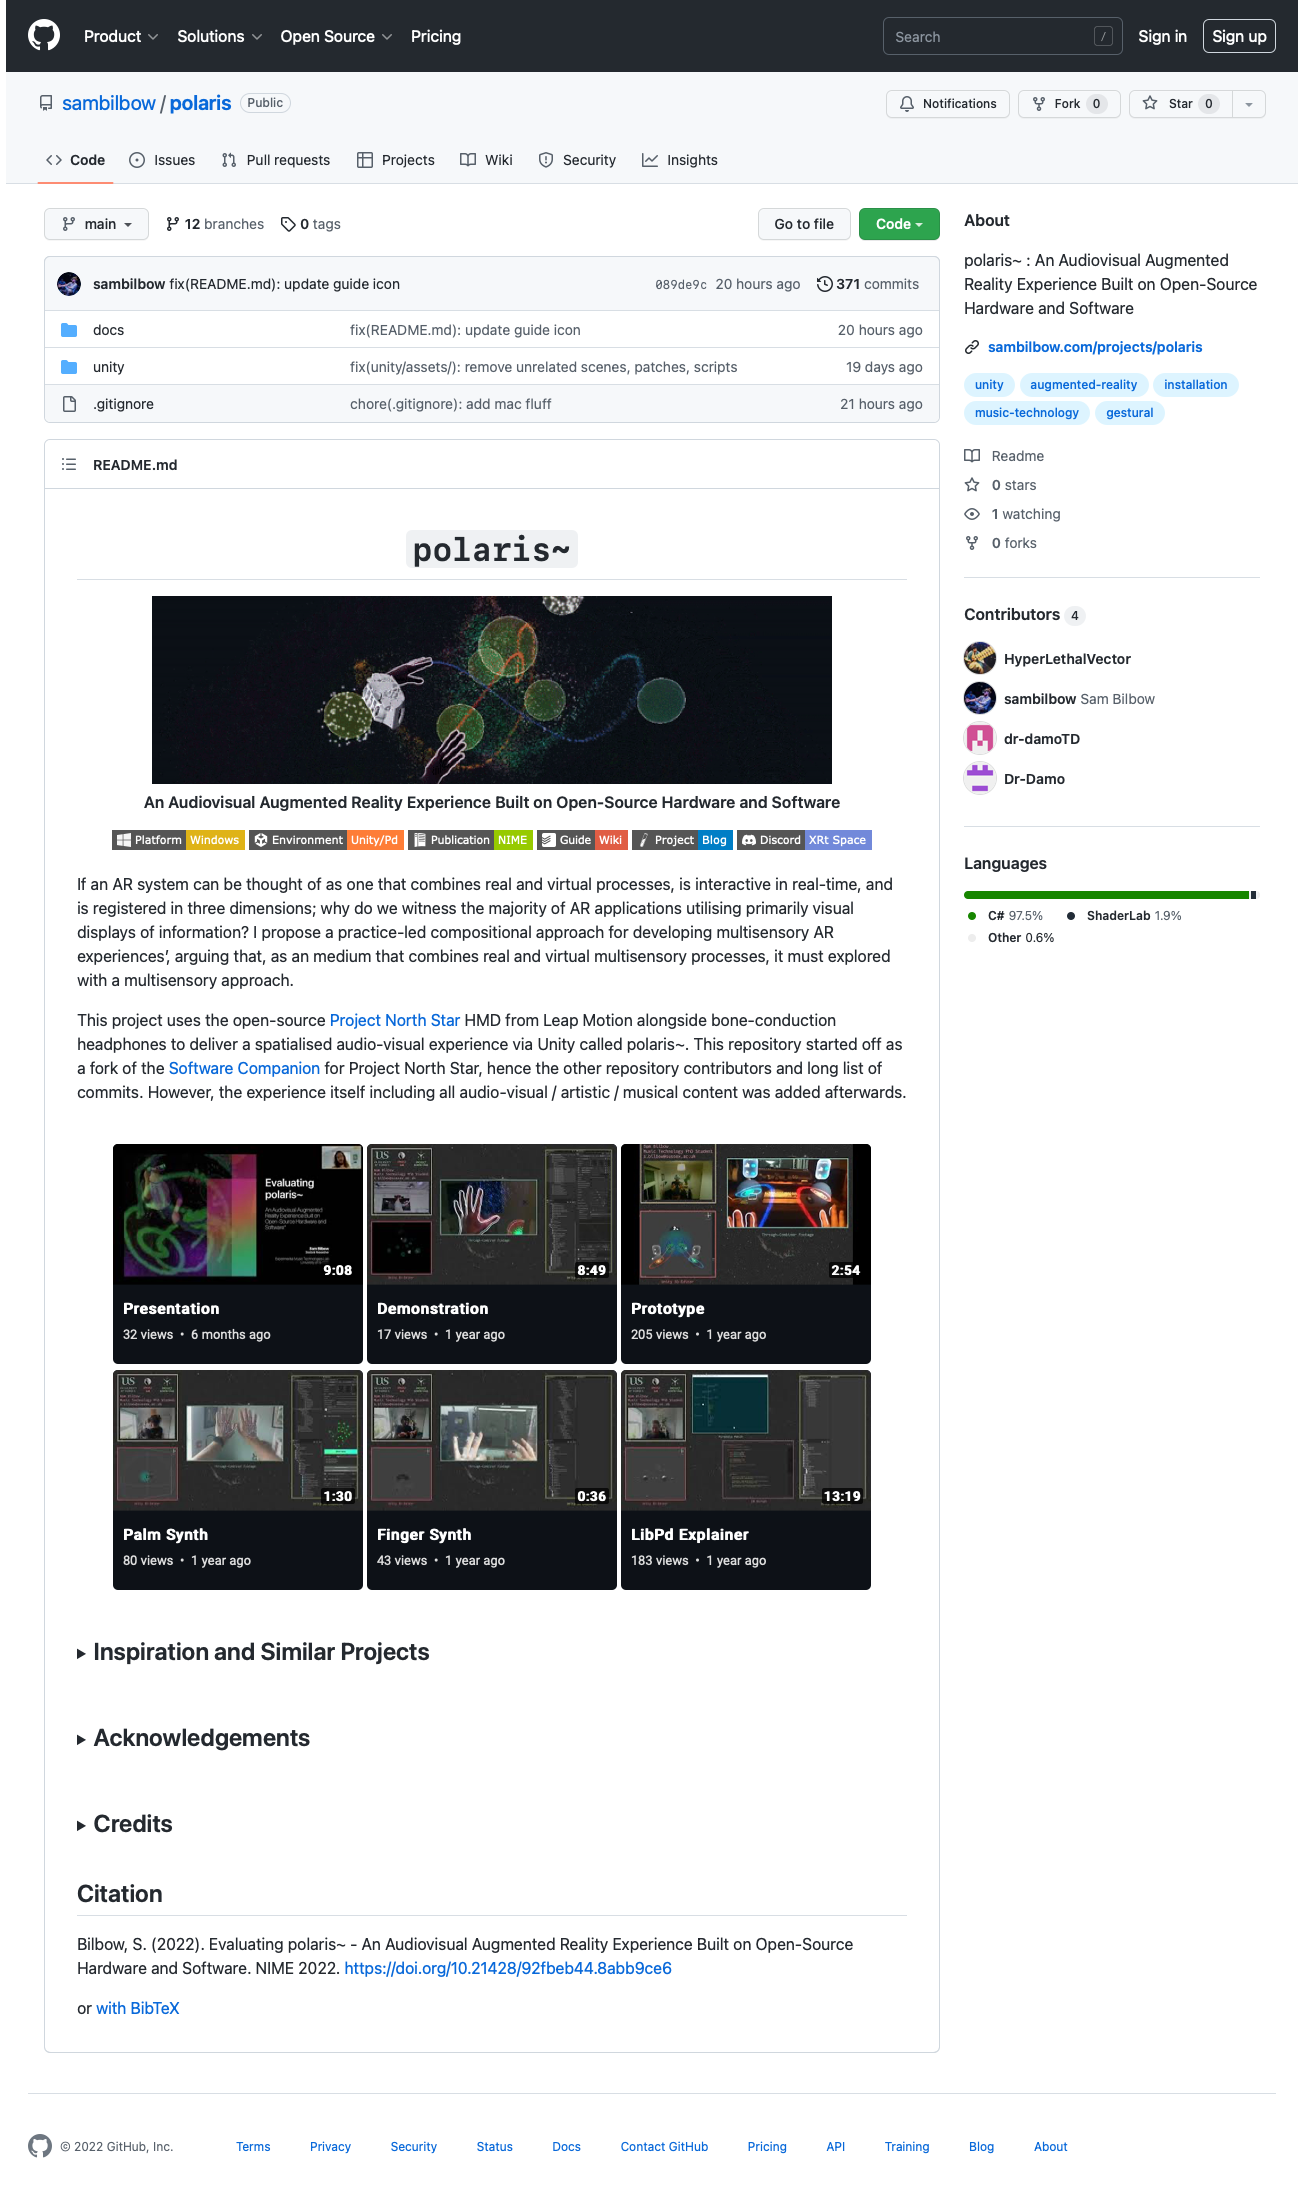 Product Solutions Open Source Pricing Search / Sign in Sign up
sambilbow / polaris Public Notifications Fork 0 Star 0
Code Issues Pull requests Projects Wiki Security Insights
main 12 branches 0 tags Go to file Code
sambilbow fix(README.md): update guide icon 089de9c 20 hours ago 371 commits
docs fix(README.md): update guide icon 20 hours ago
unity fix(unity/assets/): remove unrelated scenes, patches, scripts 19 days ago
.gitignore chore(.gitignore): add mac fluff 21 hours ago
README.md
polaris~
An Audiovisual Augmented Reality Experience Built on Open-Source Hardware and Software
Platform Windows Environment Unity/Pd Publication NIME Guide Wiki Project Blog Discord XRt Space
If an AR system can be thought of as one that combines real and virtual processes, is interactive in real-time, and
is registered in three dimensions; why do we witness the majority of AR applications utilising primarily visual
displays of information? I propose a practice-led compositional approach for developing multisensory AR
experiences’, arguing that, as an medium that combines real and virtual multisensory processes, it must explored
with a multisensory approach.
This project uses the open-source Project North Star HMD from Leap Motion alongside bone-conduction
headphones to deliver a spatialised audio-visual experience via Unity called polaris~. This repository started off as
a fork of the Software Companion for Project North Star, hence the other repository contributors and long list of
commits. However, the experience itself including all audio-visual / artistic / musical content was added afterwards.
Evaluating
polaris~
An Audiovisual Augmented
Reality Experience Built on
Open-Source Hardware and
Software
Sam Bilbow
9:08 8:49 2:54
Presentation Demonstration Prototype
32 views • 6 months ago 17 views • 1 year ago 205 views • 1 year ago
1:30 0:36 13:19
Palm Synth Finger Synth LibPd Explainer
80 views • 1 year ago 43 views • 1 year ago 183 views • 1 year ago
Inspiration and Similar Projects
Acknowledgements
Credits
Citation
Bilbow, S. (2022). Evaluating polaris~ - An Audiovisual Augmented Reality Experience Built on Open-Source
Hardware and Software. NIME 2022. https://doi.org/10.21428/92fbeb44.8abb9ce6
or with BibTeX
About
polaris~ : An Audiovisual Augmented
Reality Experience Built on Open-Source
Hardware and Software
sambilbow.com/projects/polaris
unity augmented-reality installation
music-technology gestural
Readme
0 stars
1 watching
0 forks
Contributors 4
HyperLethalVector
sambilbow Sam Bilbow
dr-damoTD
Dr-Damo
Languages
C# 97.5% ShaderLab 1.9%
Other 0.6%
© 2022 GitHub, Inc. Terms Privacy Security Status Docs Contact GitHub Pricing API Training Blog About